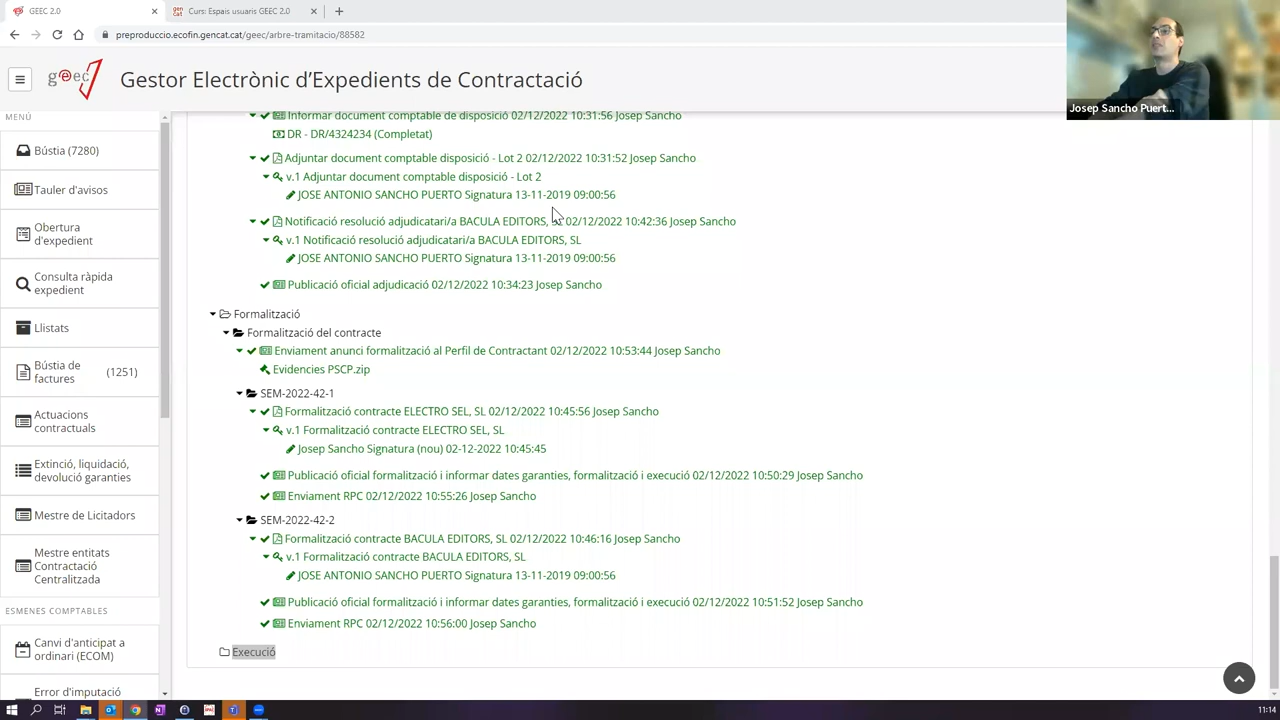 GEEC 2.0
Curs: Espais usuaris GEEC 2.0
preproduccio.ecofin.gencat.cat/geec/arbre-tramitacio/88582
geec
Gestor Electrònic d'Expedients de Contractació
Josep Sancho Puert...
MENÚ
Bústia (7280)
Tauler d'avisos
Obertura
d'expedient
Consulta ràpida
expedient
Llistats
Bústia de
factures
(1251)
Actuacions
contractuals
Extinció, liquidació,
devolució garanties
Mestre de Licitadors
Mestre entitats
Contractació
Centralitzada
ESMENES COMPTABLES
Canvi d'anticipat a
ordinari (ECOM)
Error d'imputació
Informar document comptable de disposició 02/12/2022 10:31:56 Josep Sancho
DR - DR/4324234 (Completat)
Adjuntar document comptable disposició - Lot 2 02/12/2022 10:31:52 Josep Sancho
v.1 Adjuntar document comptable disposició - Lot 2
JOSE ANTONIO SANCHO PUERTO Signatura 13-11-2019 09:00:56
Notificació resolució adjudicatari/a BACULA EDITORS, SL 02/12/2022 10:42:36 Josep Sancho
v.1 Notificació resolució adjudicatari/a BACULA EDITORS, SL
JOSE ANTONIO SANCHO PUERTO Signatura 13-11-2019 09:00:56
Publicació oficial adjudicació 02/12/2022 10:34:23 Josep Sancho
Formalització
Formalització del contracte
Enviament anunci formalització al Perfil de Contractant 02/12/2022 10:53:44 Josep Sancho
Evidencies PSCP.zip
SEM-2022-42-1
Formalització contracte ELECTRO SEL, SL 02/12/2022 10:45:56 Josep Sancho
v.1 Formalització contracte ELECTRO SEL, SL
Josep Sancho Signatura (nou) 02-12-2022 10:45:45
Publicació oficial formalització i informar dates garanties, formalització i execució 02/12/2022 10:50:29 Josep Sancho
Enviament RPC 02/12/2022 10:55:26 Josep Sancho
SEM-2022-42-2
Formalització contracte BACULA EDITORS, SL 02/12/2022 10:46:16 Josep Sancho
v.1 Formalització contracte BACULA EDITORS, SL
JOSE ANTONIO SANCHO PUERTO Signatura 13-11-2019 09:00:56
Publicació oficial formalització i informar dates garanties, formalització i execució 02/12/2022 10:51:52 Josep Sancho
Enviament RPC 02/12/2022 10:56:00 Josep Sancho
Execució
11:14